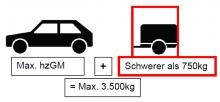 Max. hzGM + Schwerer als 750kg
= Max. 3.500kg